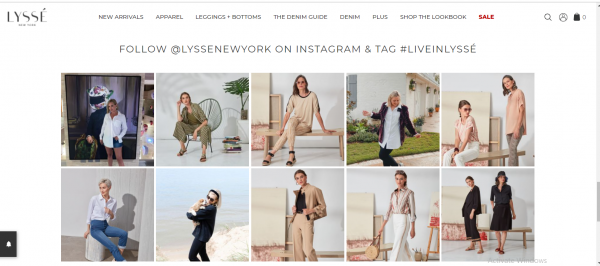 LYSSÉ
NEW YORK
NEW ARRIVALS APPAREL LEGGINGS + BOTTOMS THE DENIM GUIDE DENIM PLUS SHOP THE LOOKBOOK SALE
0
FOLLOW @LYSSENEWYORK ON INSTAGRAM & TAG #LIVEINLYSSÉ
Activate Windows